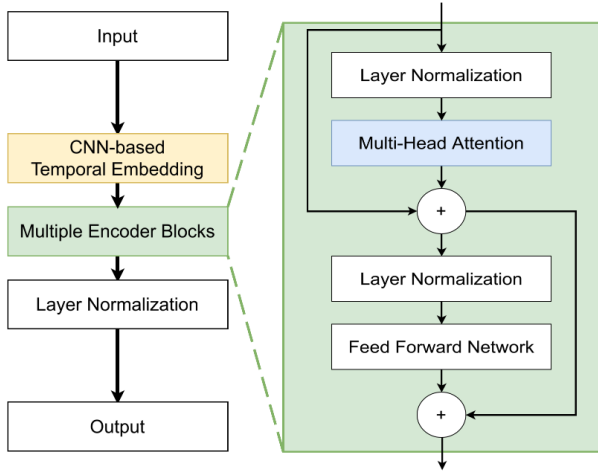 Input
CNN-based
Temporal Embedding
Multiple Encoder Blocks
Layer Normalization
Output
Layer Normalization
Multi-Head Attention
+
Layer Normalization
Feed Forward Network
+